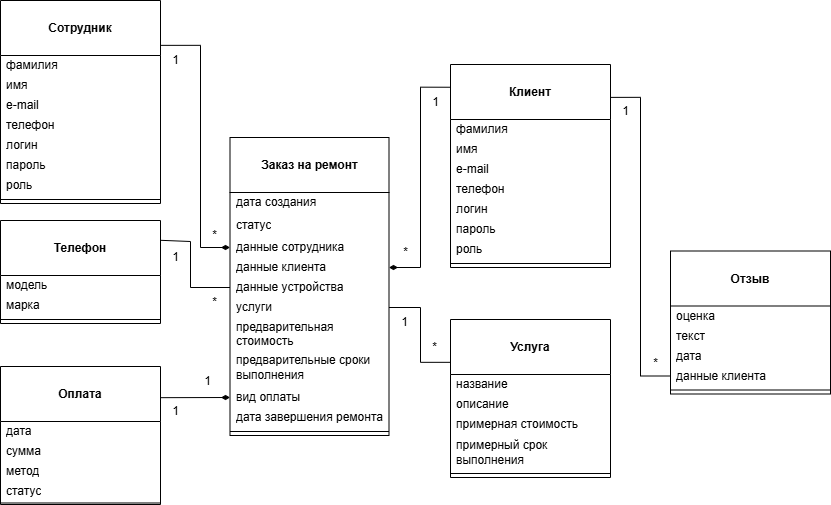 Сотрудник
фамилия
имя
e-mail
телефон
логин
пароль
роль
1
*
Телефон
модель
марка
1
*
Оплата
дата
сумма
метод
статус
1
1
Заказ на ремонт
дата создания
статус
данные сотрудника
данные клиента
данные устройства
услуги
предварительная
стоимость
предварительные сроки
выполнения
вид оплаты
дата завершения ремонта
*
1
1
*
Клиент
фамилия
имя
e-mail
телефон
логин
пароль
роль
Услуга
название
описание
примерная стоимость
примерный срок
выполнения
1
*
Отзыв
оценка
текст
дата
данные клиента